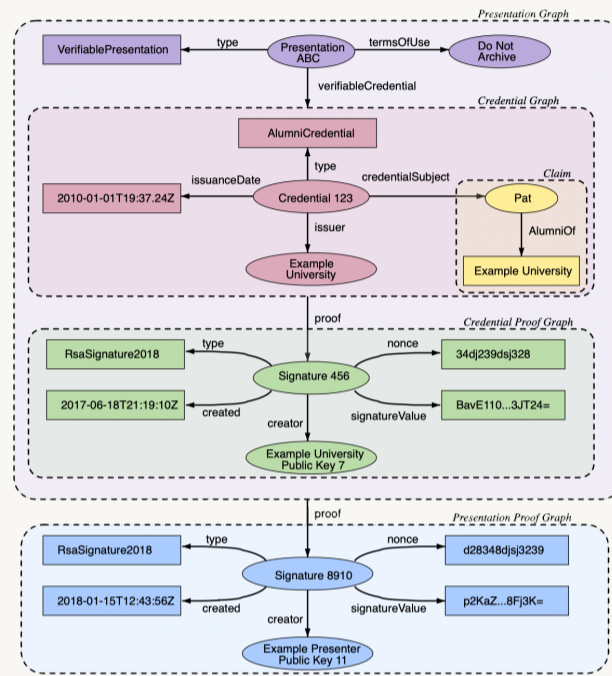 Presentation Graph
VerifiablePresentation
type
Presentation
ABC
termsOfUse
Do Not
Archive
verifiableCredential
Credential Graph
AlumniCredential
type
issuanceDate
credentialSubject
Claim
2010-01-01T19:37.24Z
Credential 123
Pat
issuer
AlumniOf
Example
University
Example University
proof
Credential Proof Graph
RsaSignature2018
type
nonce
34dj239dsj328
Signature 456
2017-06-18T21:19:10Z
created
signatureValue
BavE110...3JT24=
creator
Example University
Public Key 7
proof
Presentation Proof Graph
RsaSignature2018
type
nonce
d28348djsj3239
Signature 8910
2018-01-15T12:43:56Z
created
signatureValue
p2KaZ...8Fj3K=
creator
Example Presenter
Public Key 11